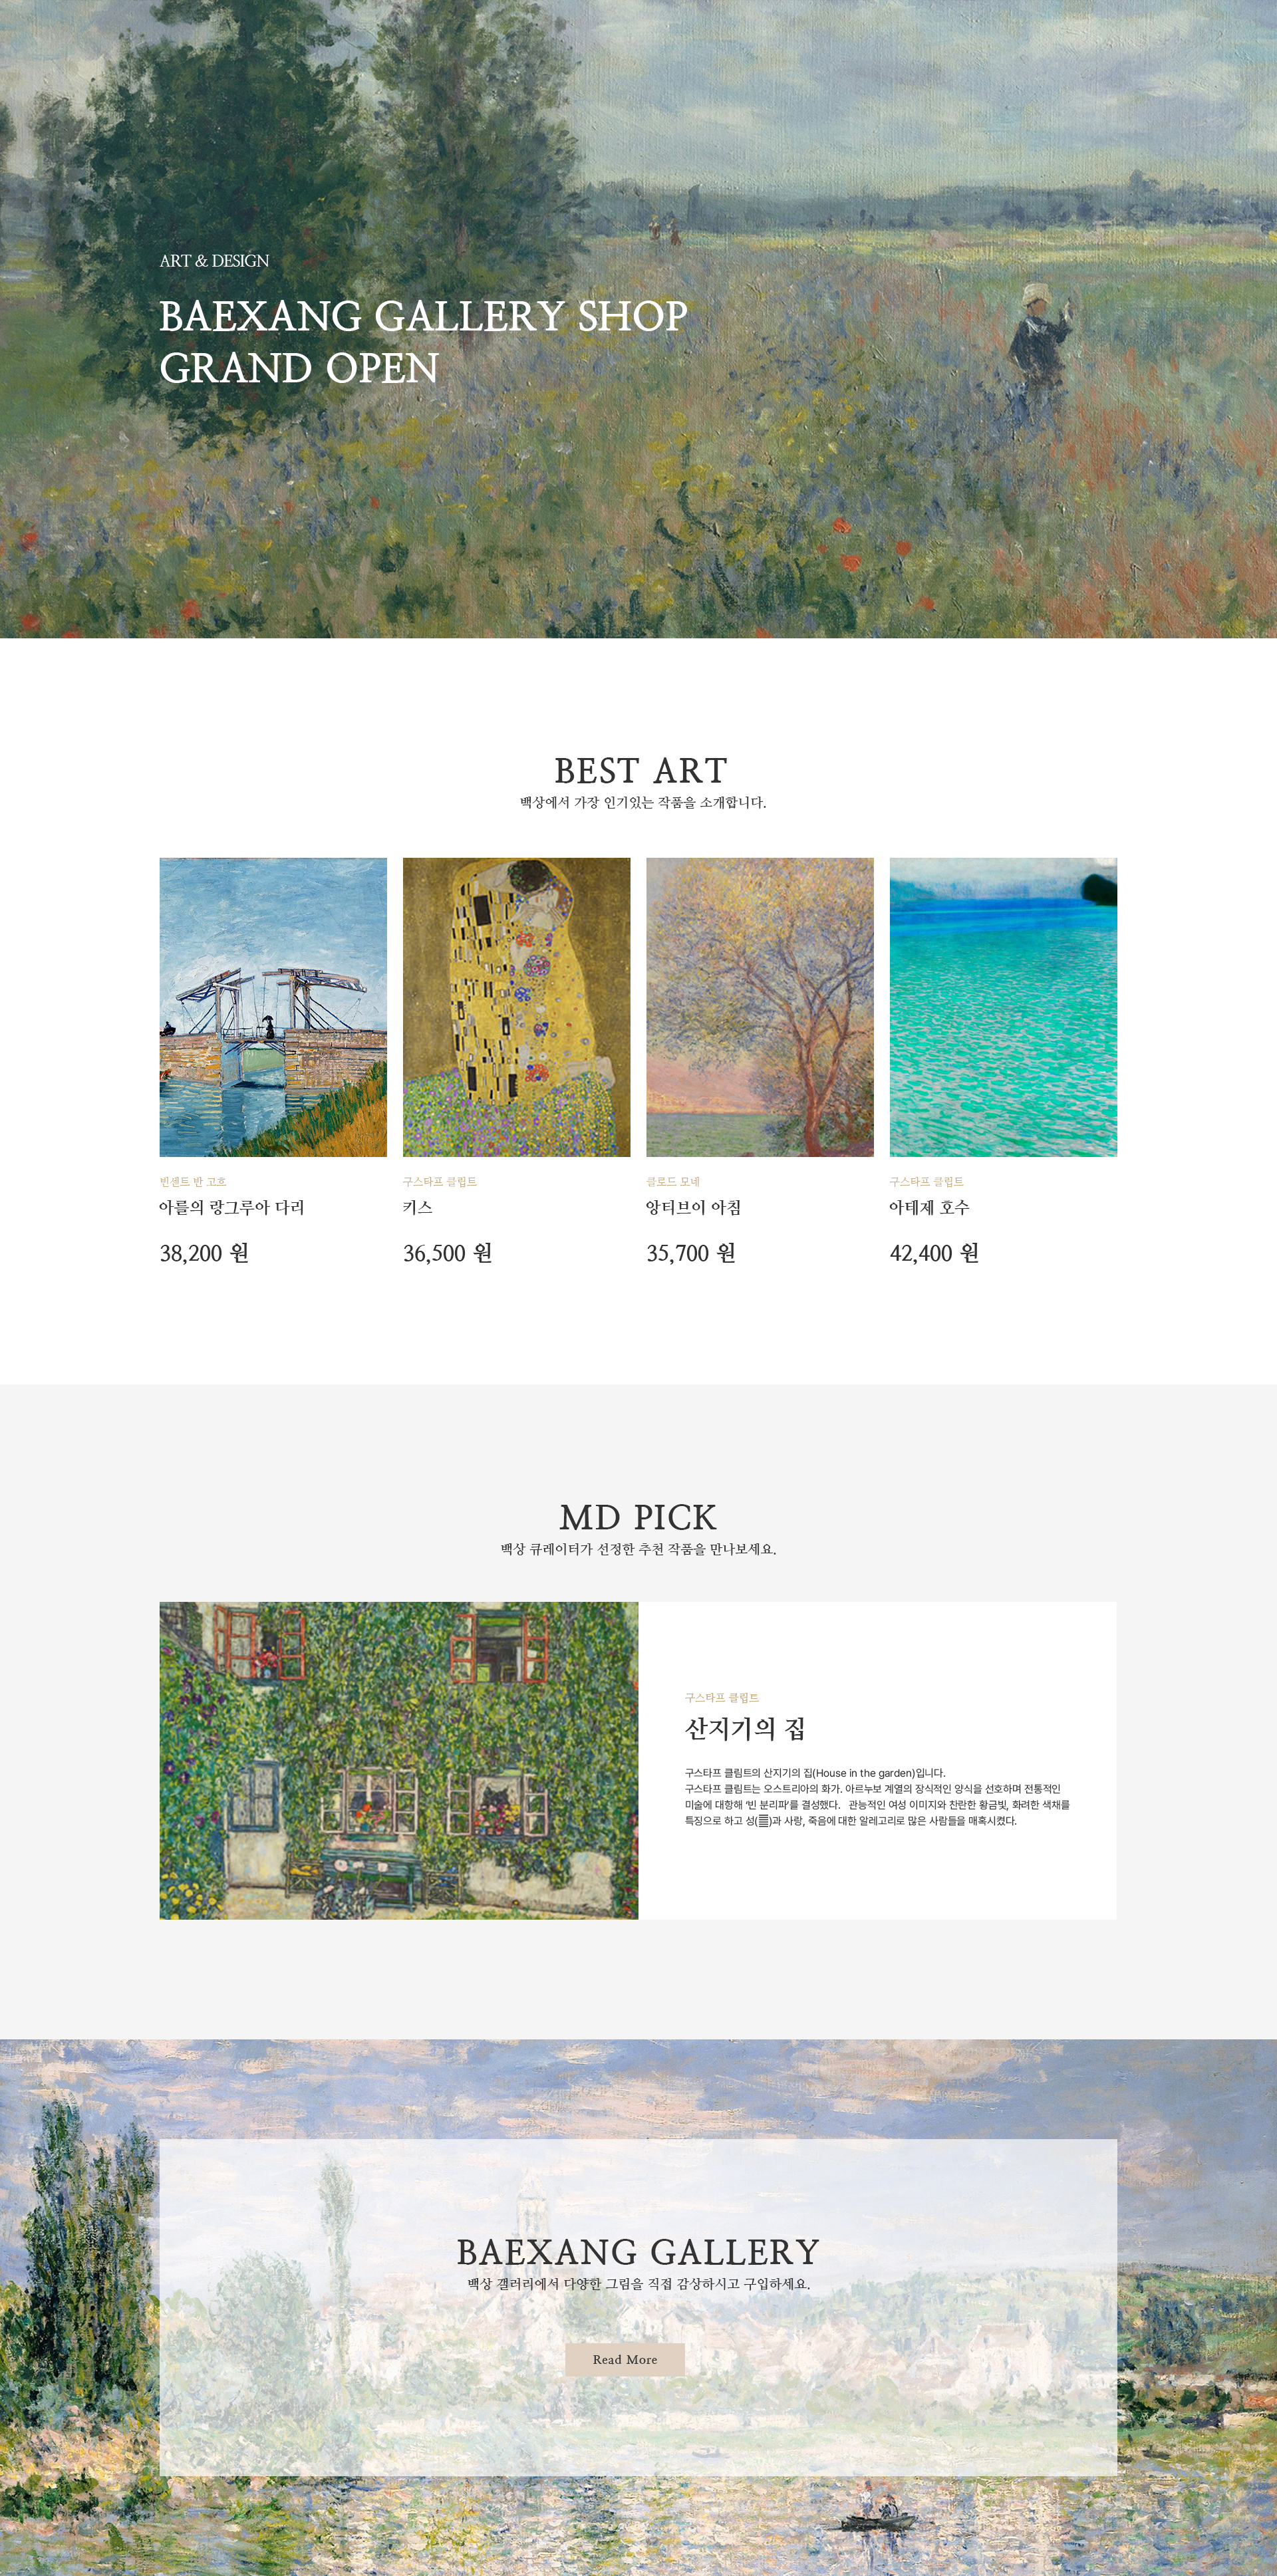 ART & DESIGN
BAEXANG GALLERY SHOP
GRAND OPEN
BEST ART
백상에서 가장 인기있는 작품을 소개합니다.
빈센트 반 고흐
아를의 랑그루아 다리
38,200 원
구스타프 클림트
키스
36,500 원
클로드 모네
앙티브이 아침
35,700 원
구스타프 클림트
아테제 호수
42,400 원
MD PICK
백상 큐레이터가 선정한 추천 작품을 만나보세요.
구스타프 클림트
산지기의 집
구스타프 클림트의 산지기의 집(House in the garden)입니다.
구스타프 클림트는 오스트리아의 화가. 아르누보 계열의 장식적인 양식을 선호하며 전통적인
미술에 대항해 '빈 분리파'를 결성했다. 관능적인 여성 이미지와 찬란한 황금빛, 화려한 색채를
특징으로 하고 성()과 사랑, 죽음에 대한 알레고리로 많은 사람들을 매혹시켰다.
BAEXANG GALLERY
백상 갤러리에서 다양한 그림을 직접 감상하시고 구입하세요.
Read More